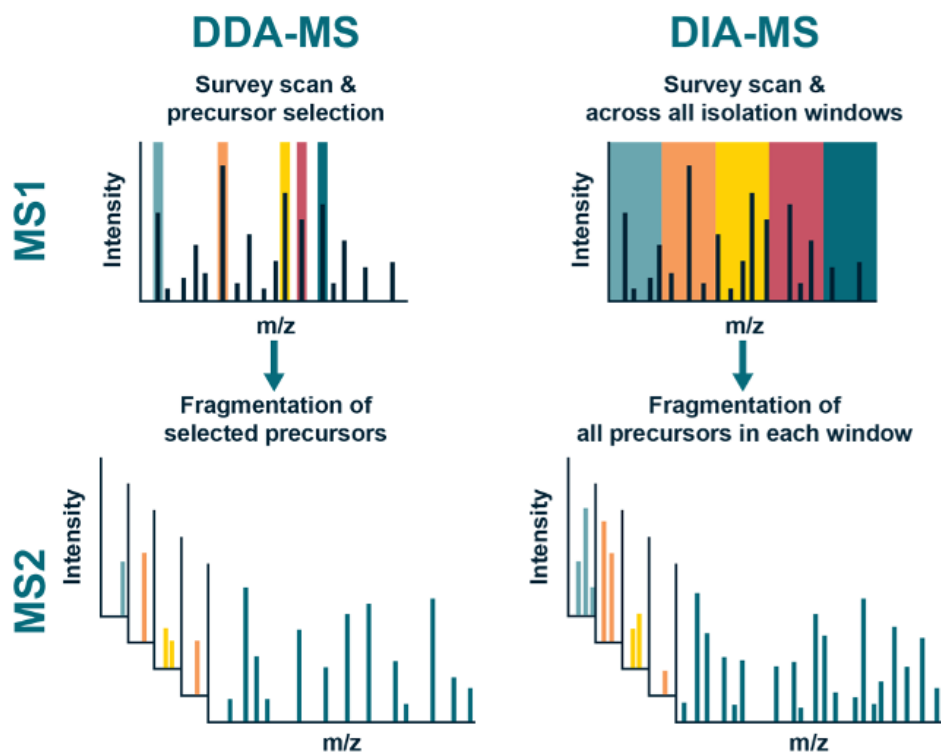 DDA-MS
Survey scan &
precursor selection
MS1
Intensity
m/z
Fragmentation of
selected precursors
MS2
Intensity
m/z
DIA-MS
Survey scan &
across all isolation windows
Intensity
m/z
Fragmentation of
all precursors in each window
Intensity
m/z